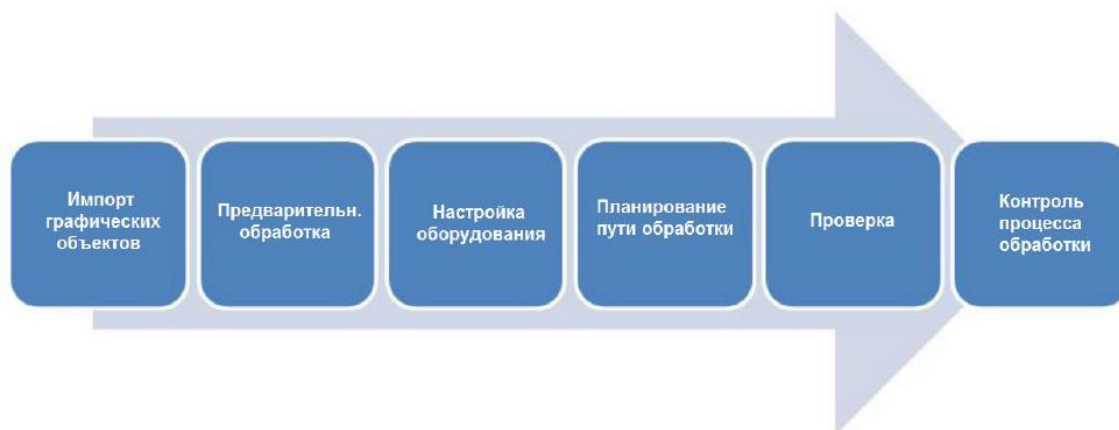 Импорт
графических
объектов
Предварительн.
обработка
Настройка
оборудования
Планирование
пути обработки
Проверка
Контроль
процесса
обработки